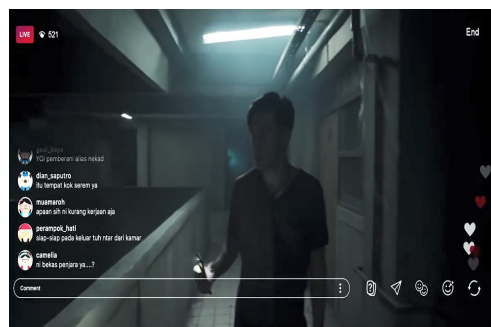 LIVE 521
End
YOi pemberani alias nekad
dian_saputro
itu tempat kok serem ya
muamaroh
apaan sih ni kurang kerjaan aja
perampok_hati
siap-siap pada keluar tuh ntar dari kamar
camelia
ni bekas penjara ya....?
Comment